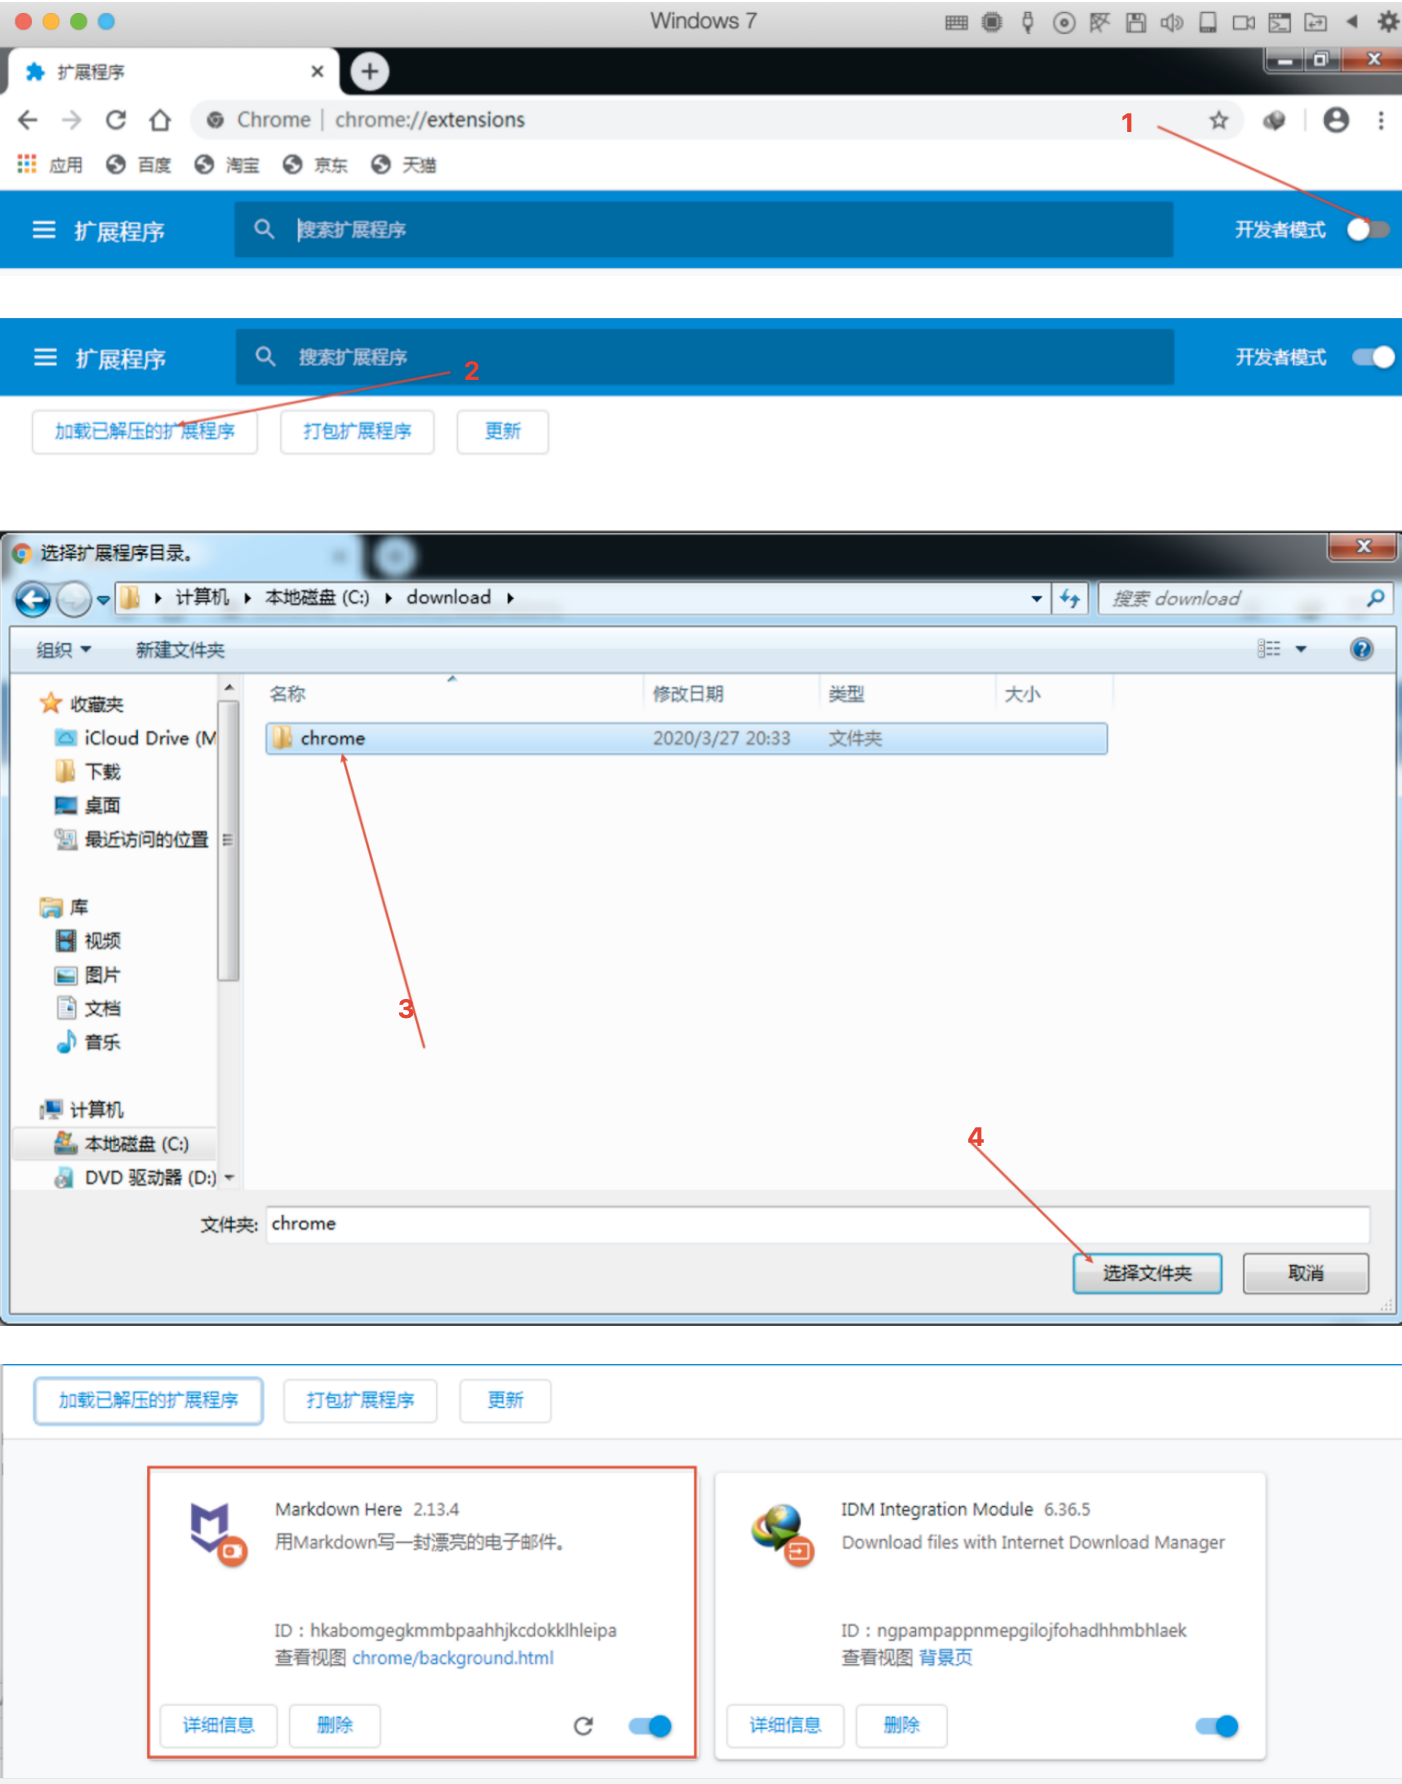 Windows 7
扩展程序
Chrome | chrome://extensions
1
应用 百度 淘宝 京东 天猫
扩展程序 搜索扩展程序 开发者模式
扩展程序 搜索扩展程序 开发者模式
2
加载已解压的扩展程序 打包扩展程序 更新
选择扩展程序目录。
计算机 本地磁盘 (C:) download 搜索 download
组织 新建文件夹
名称 修改日期 类型 大小
chrome 2020/3/27 20:33 文件夹
收藏夹
iCloud Drive (M
下载
桌面
最近访问的位置
库
视频
图片
文档
音乐
计算机
本地磁盘 (C:)
DVD 驱动器 (D:)
3
4
文件夹: chrome
选择文件夹 取消
加载已解压的扩展程序 打包扩展程序 更新
Markdown Here 2.13.4
用Markdown写一封漂亮的电子邮件。
ID：hkabomgegkmmbpaahhjkcdokklhleipa
查看视图 chrome/background.html
详细信息 删除
IDM Integration Module 6.36.5
Download files with Internet Download Manager
ID：ngpampappnmepgilojfohadhhmbhlaek
查看视图 背景页
详细信息 删除